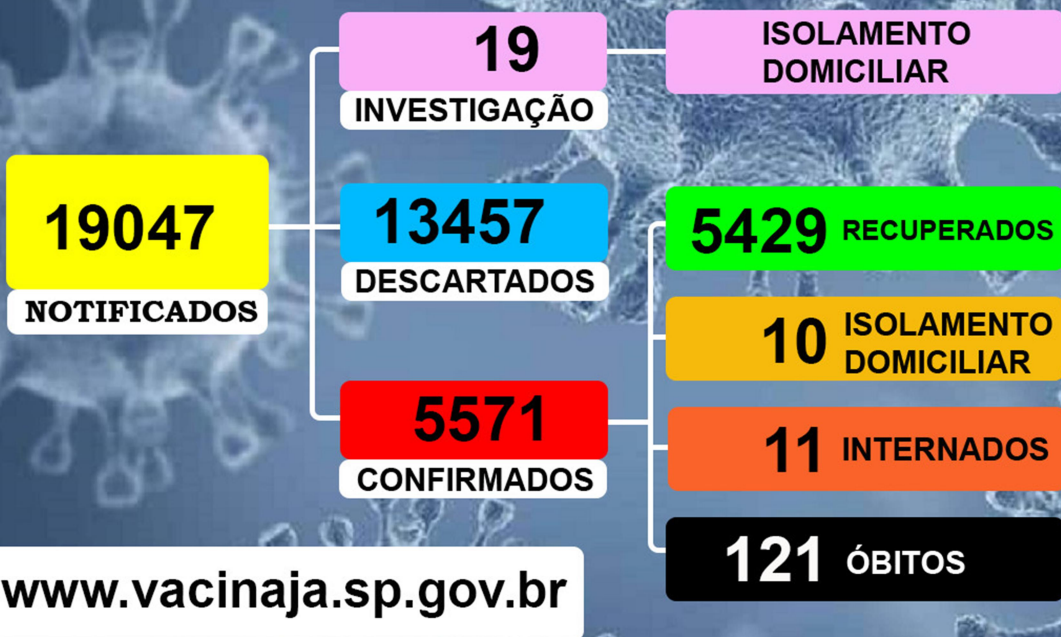 19
INVESTIGAÇÃO
ISOLAMENTO
DOMICILIAR
19047
NOTIFICADOS
13457
DESCARTADOS
5571
CONFIRMADOS
5429 RECUPERADOS
10 ISOLAMENTO
DOMICILIAR
11 INTERNADOS
121 ÓBITOS
www.vacinaja.sp.gov.br